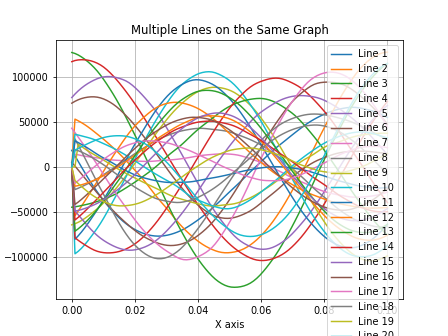 Multiple Lines on the Same Graph
100000
50000
0
−50000
−100000
0.00
0.02
0.04
0.06
X axis
Line 1
Line 2
Line 3
Line 4
Line 5
Line 6
Line 7
Line 8
Line 9
Line 10
Line 11
Line 12
Line 13
Line 14
Line 15
Line 16
Line 17
Line 18
Line 19
Line 20